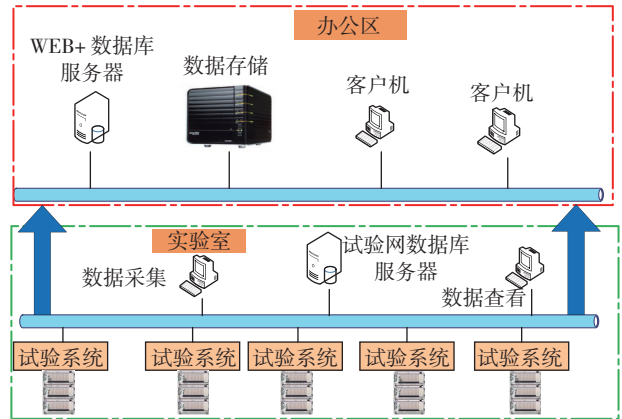 办公区
WEB+ 数据库
服务器
数据存储
客户机
客户机
实验室
数据采集
试验网数据库
服务器
数据查看
试验系统
试验系统
试验系统
试验系统
试验系统